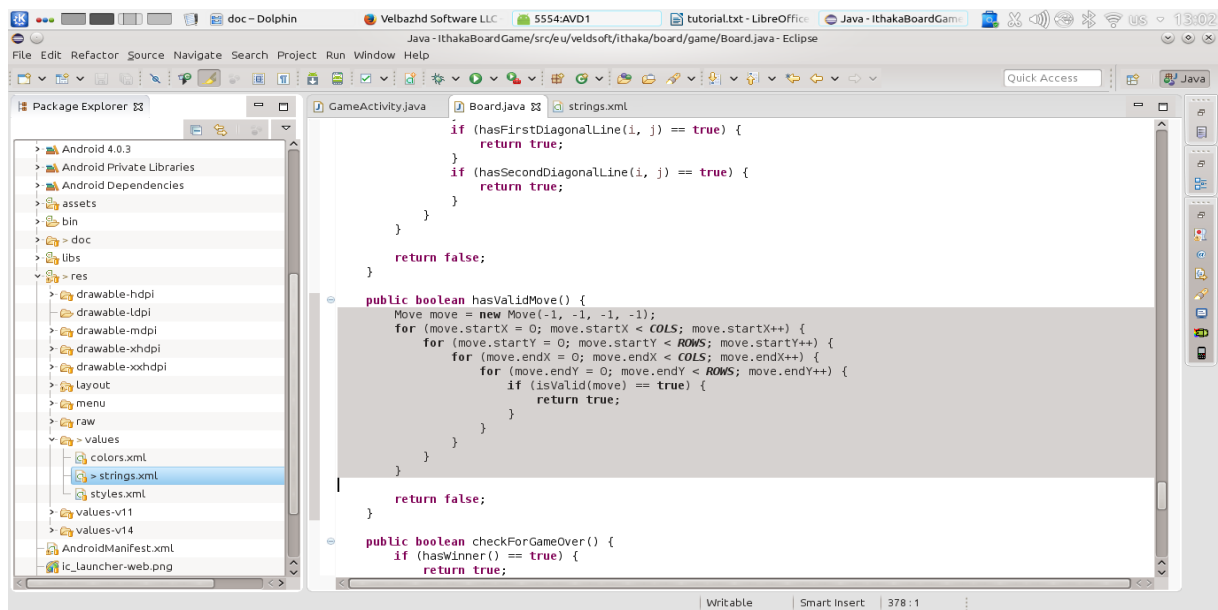 doc – Dolphin
Velbazhd Software LLC
5554:AVD1
tutorial.txt - LibreOffice
Java - IthakaBoardGame
us
13:02
Java - IthakaBoardGame/src/eu/veldsoft/ithaka/board/game/Board.java - Eclipse
File Edit Refactor Source Navigate Search Project Run Window Help
Quick Access
Java
Package Explorer
GameActivity.java
Board.java
strings.xml
Android 4.0.3
Android Private Libraries
Android Dependencies
assets
bin
> doc
libs
> res
drawable-hdpi
drawable-ldpi
drawable-mdpi
drawable-xhdpi
drawable-xxhdpi
layout
menu
raw
> values
colors.xml
> strings.xml
styles.xml
values-v11
values-v14
AndroidManifest.xml
ic_launcher-web.png
}
if (hasFirstDiagonalLine(i, j) == true) {
return true;
}
if (hasSecondDiagonalLine(i, j) == true) {
return true;
}
}
}
return false;
}
public boolean hasValidMove() {
Move move = new Move(-1, -1, -1, -1);
for (move.startX = 0; move.startX < COLS; move.startX++) {
for (move.startY = 0; move.startY < ROWS; move.startY++) {
for (move.endX = 0; move.endX < COLS; move.endX++) {
for (move.endY = 0; move.endY < ROWS; move.endY++) {
if (isValid(move) == true) {
return true;
}
}
}
}
}
return false;
}
public boolean checkForGameOver() {
if (hasWinner() == true) {
return true;
Writable
Smart Insert
378 : 1